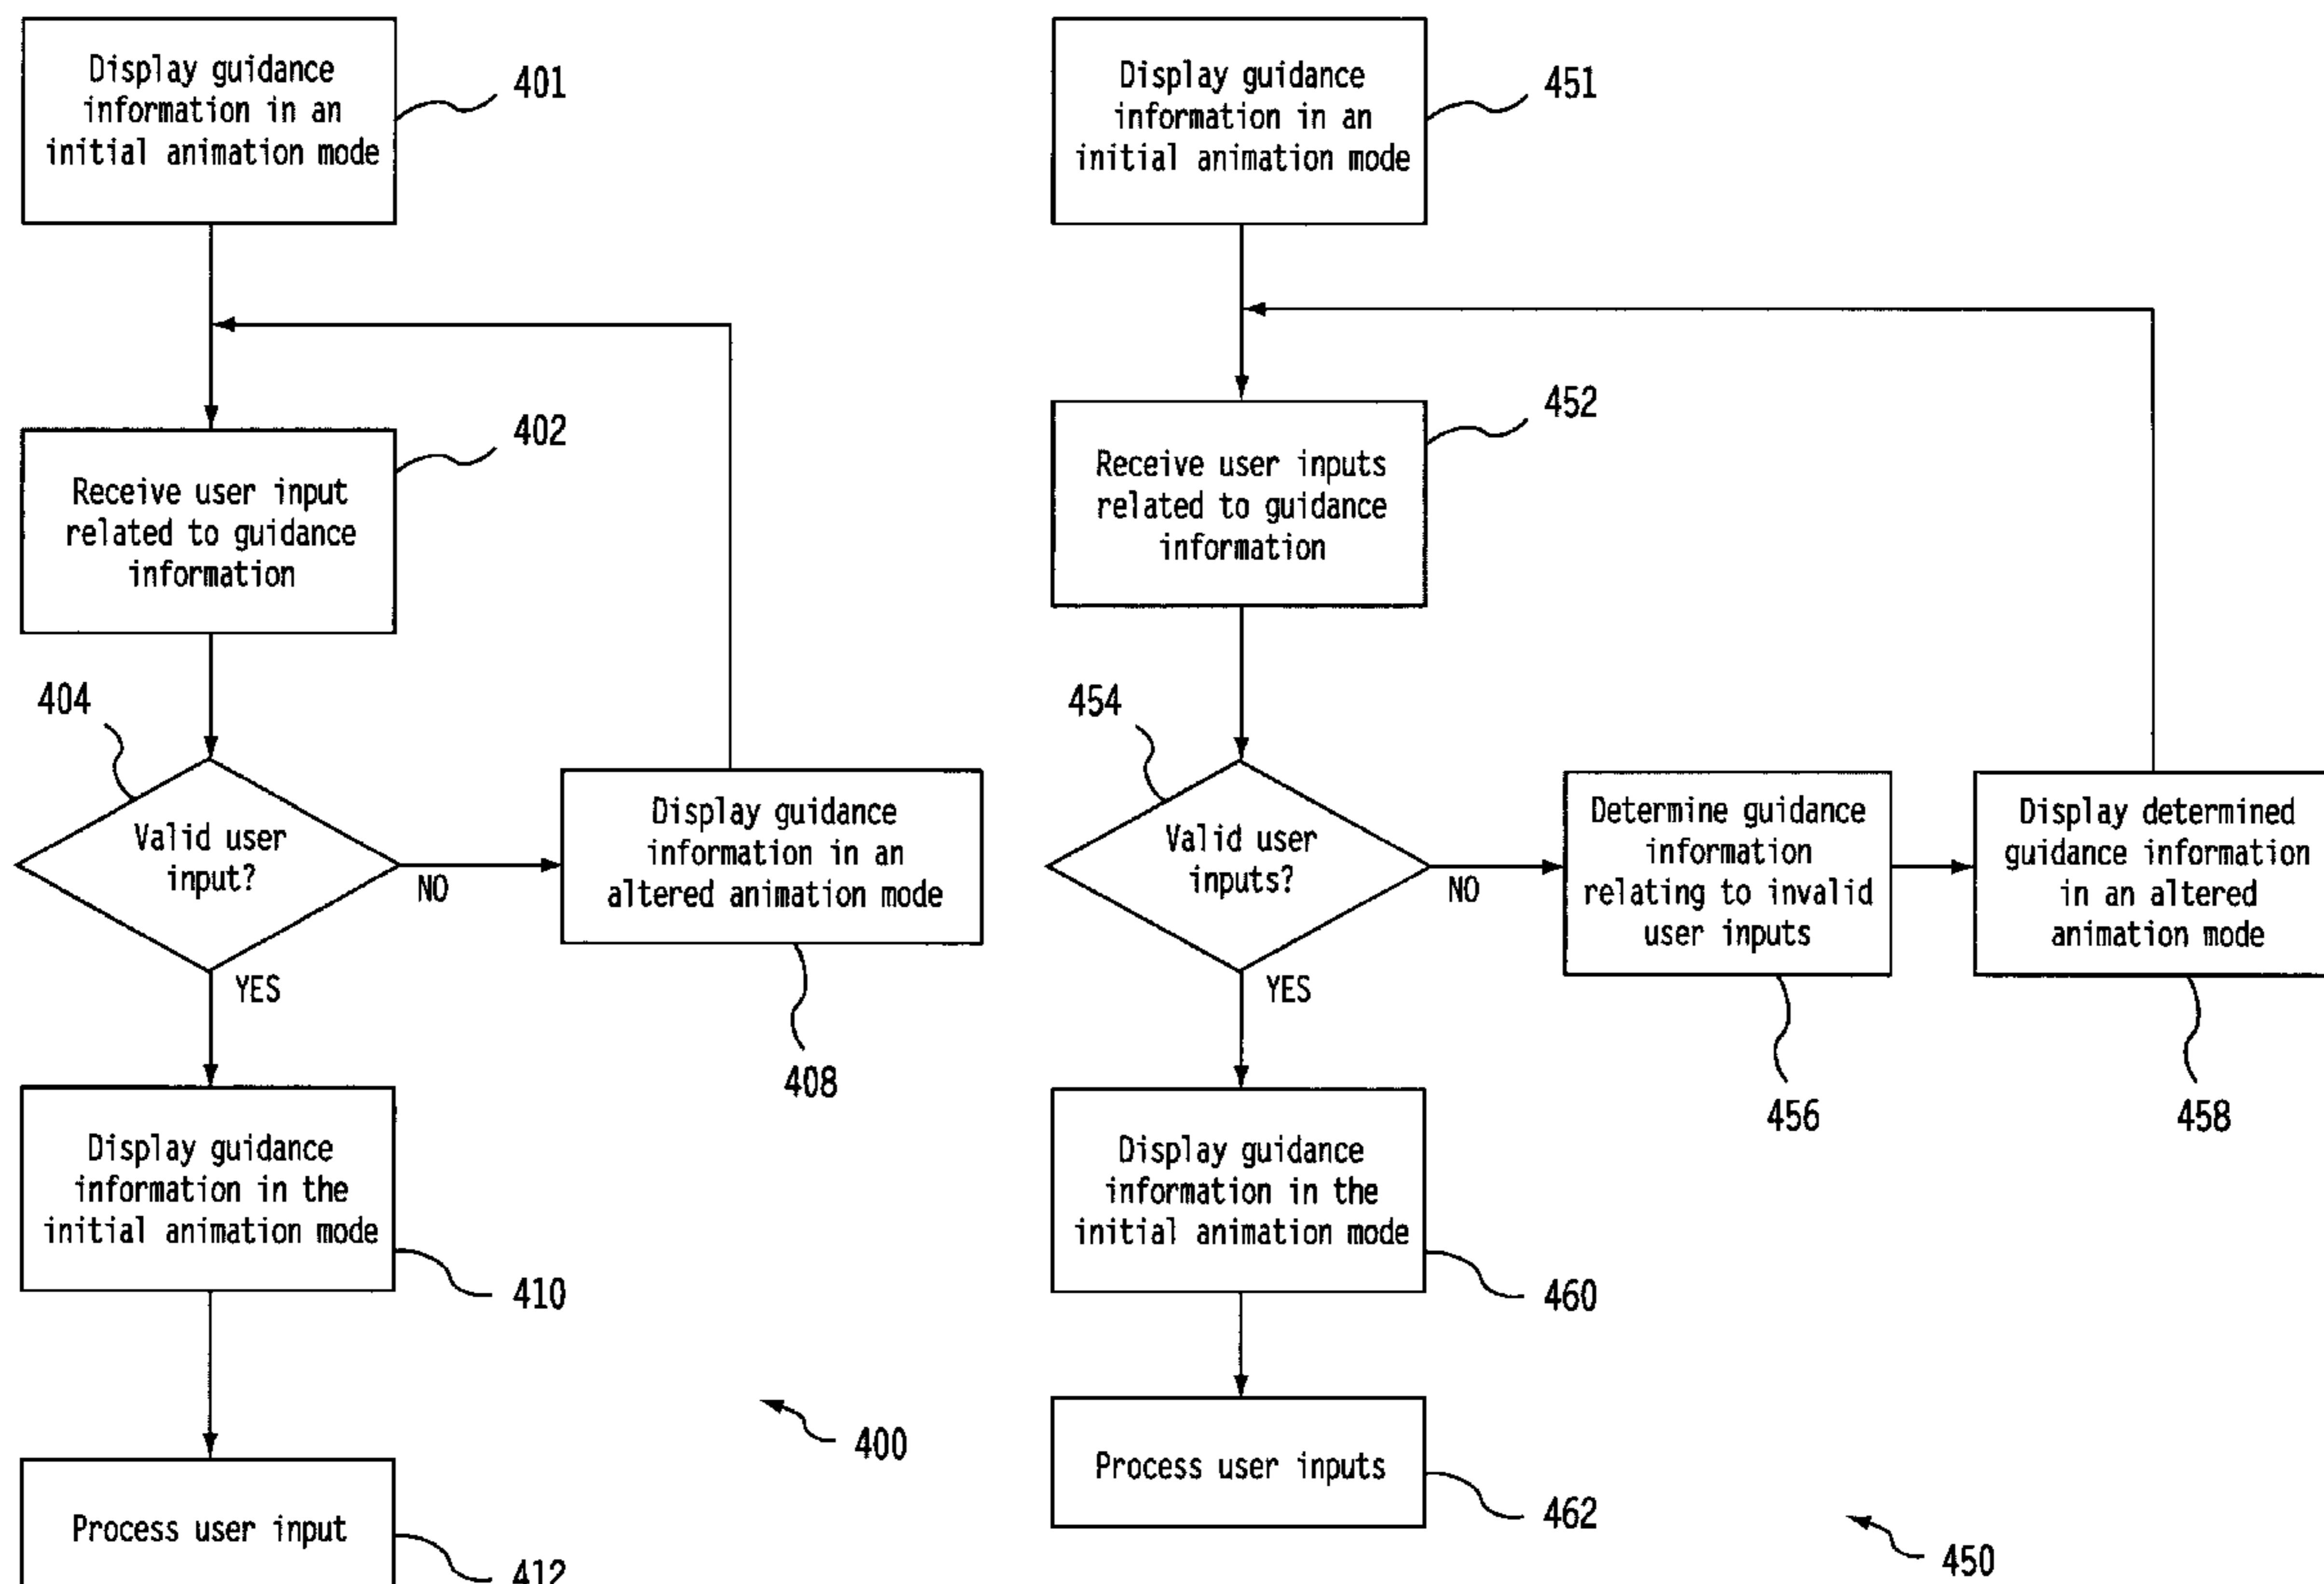 Display guidance
information in an
initial animation mode
401
Receive user input
related to guidance
information
402
404
Valid user
input?
NO
YES
Display guidance
information in an
altered animation mode
408
Display guidance
information in the
initial animation mode
410
Process user input
412
400
Display guidance
information in an
initial animation mode
451
Receive user inputs
related to guidance
information
452
454
Valid user
inputs?
NO
YES
Determine guidance
information
relating to invalid
user inputs
456
Display determined
guidance information
in an altered
animation mode
458
Display guidance
information in the
initial animation mode
460
Process user inputs
462
450